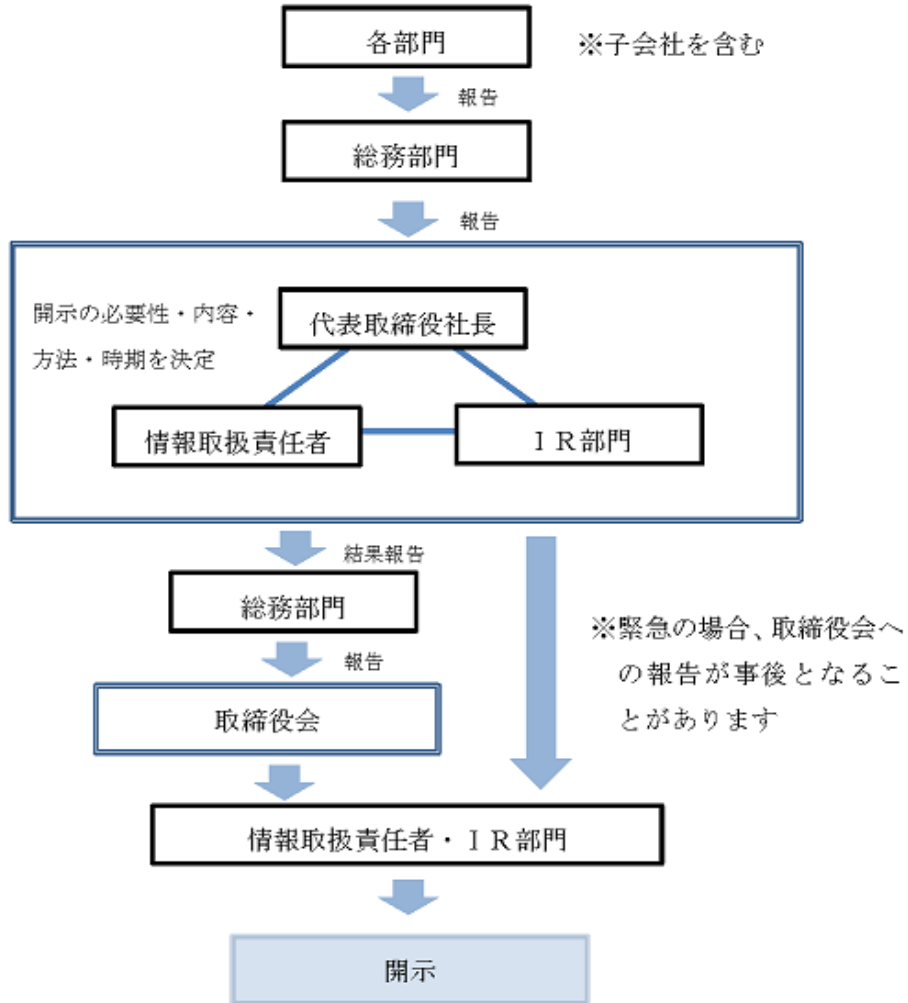 各部門
※子会社を含む
報告
総務部門
報告
開示の必要性・内容・
方法・時期を決定
代表取締役社長
情報取扱責任者
ＩＲ部門
結果報告
総務部門
報告
※緊急の場合、取締役会へ
の報告が事後となるこ
とがあります
取締役会
情報取扱責任者・ＩＲ部門
開示